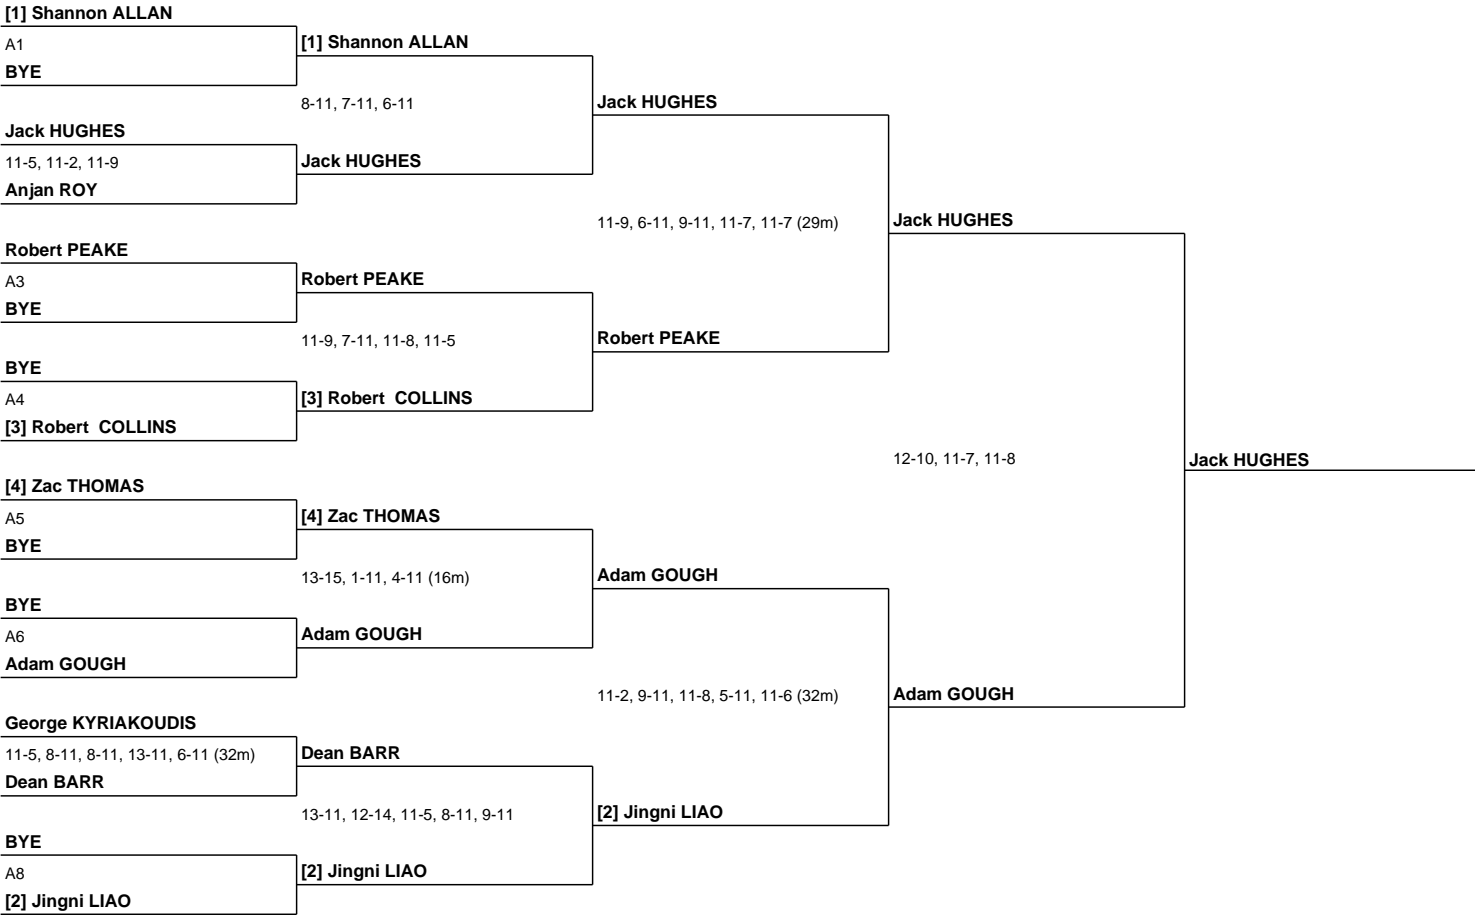 [1] Shannon ALLAN
A1
BYE
[1] Shannon ALLAN
8-11, 7-11, 6-11
Jack HUGHES
11-5, 11-2, 11-9
Anjan ROY
Jack HUGHES
Jack HUGHES
11-9, 6-11, 9-11, 11-7, 11-7 (29m)
Robert PEAKE
A3
BYE
Robert PEAKE
11-9, 7-11, 11-8, 11-5
BYE
A4
[3] Robert  COLLINS
[3] Robert  COLLINS
Robert PEAKE
Jack HUGHES
12-10, 11-7, 11-8
Jack HUGHES
[4] Zac THOMAS
A5
BYE
[4] Zac THOMAS
13-15, 1-11, 4-11 (16m)
BYE
A6
Adam GOUGH
Adam GOUGH
Adam GOUGH
11-2, 9-11, 11-8, 5-11, 11-6 (32m)
George KYRIAKOUDIS
11-5, 8-11, 8-11, 13-11, 6-11 (32m)
Dean BARR
Dean BARR
13-11, 12-14, 11-5, 8-11, 9-11
BYE
A8
[2] Jingni LIAO
[2] Jingni LIAO
[2] Jingni LIAO
Adam GOUGH